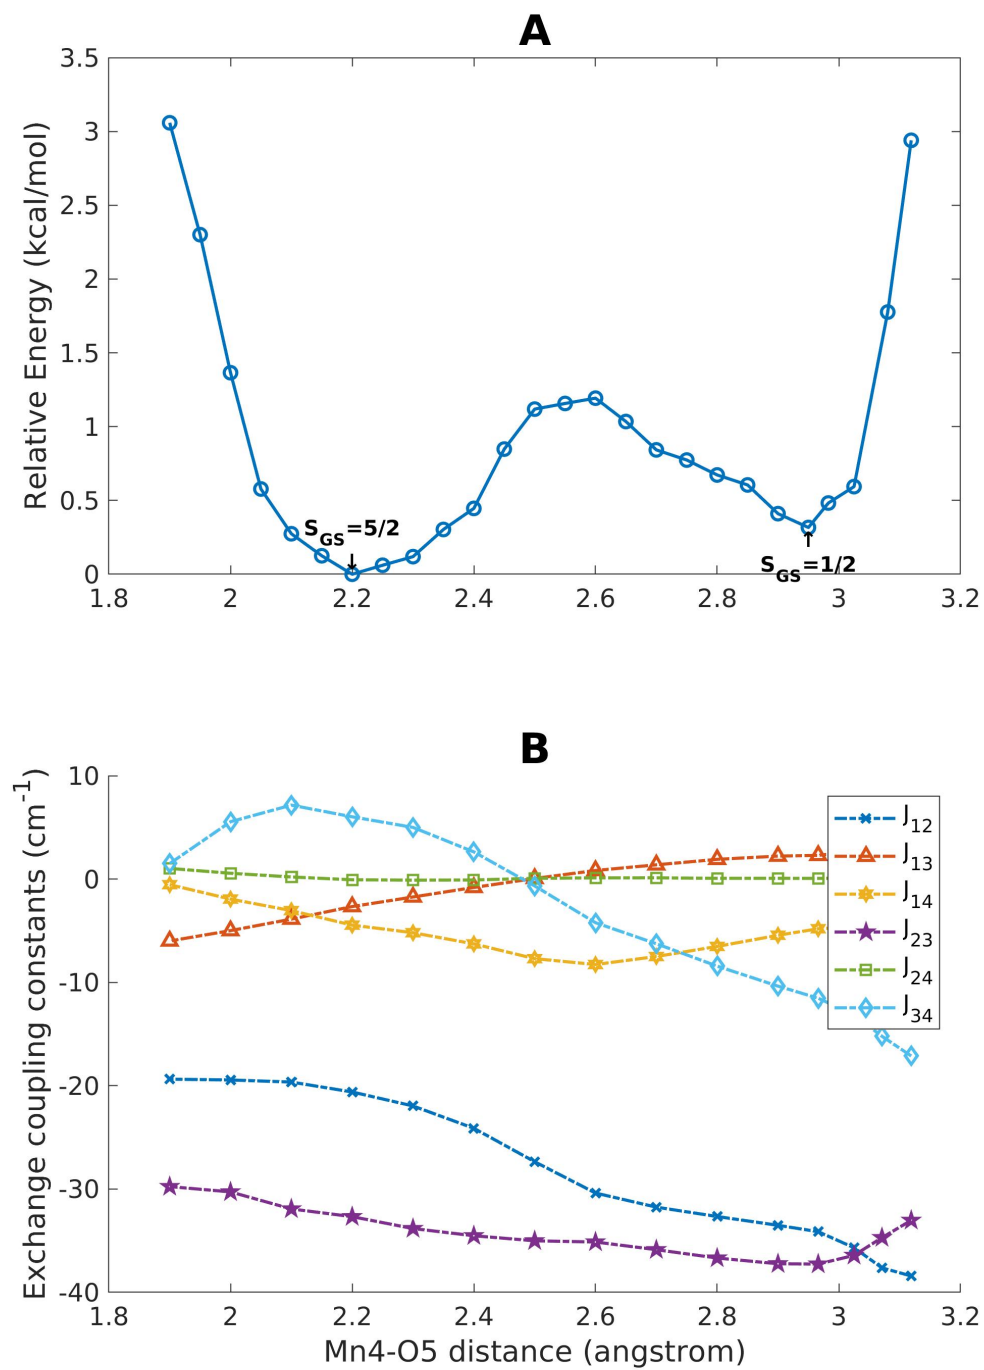 A
Relative Energy (kcal/mol)
3.5
3
2.5
2
1.5
1
0.5
0
S_GS=5/2
S_GS=1/2
1.8 2 2.2 2.4 2.6 2.8 3 3.2
B
Exchange coupling constants (cm^-1)
10
0
-10
-20
-30
-40
J_12
J_13
J_14
J_23
J_24
J_34
1.8 2 2.2 2.4 2.6 2.8 3 3.2
Mn4-O5 distance (angstrom)